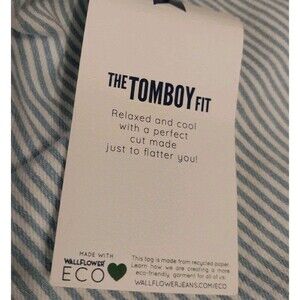 THE TOMBOY FIT
Relaxed and cool
with a perfect
cut made
just to flatter you!
MADE WITH
WALLFLOWER
ECO
This tag is made from recycled paper.
Learn how we are creating a more
eco-friendly garment for all of us.
WALLFLOWERJEANS.COM/ECO